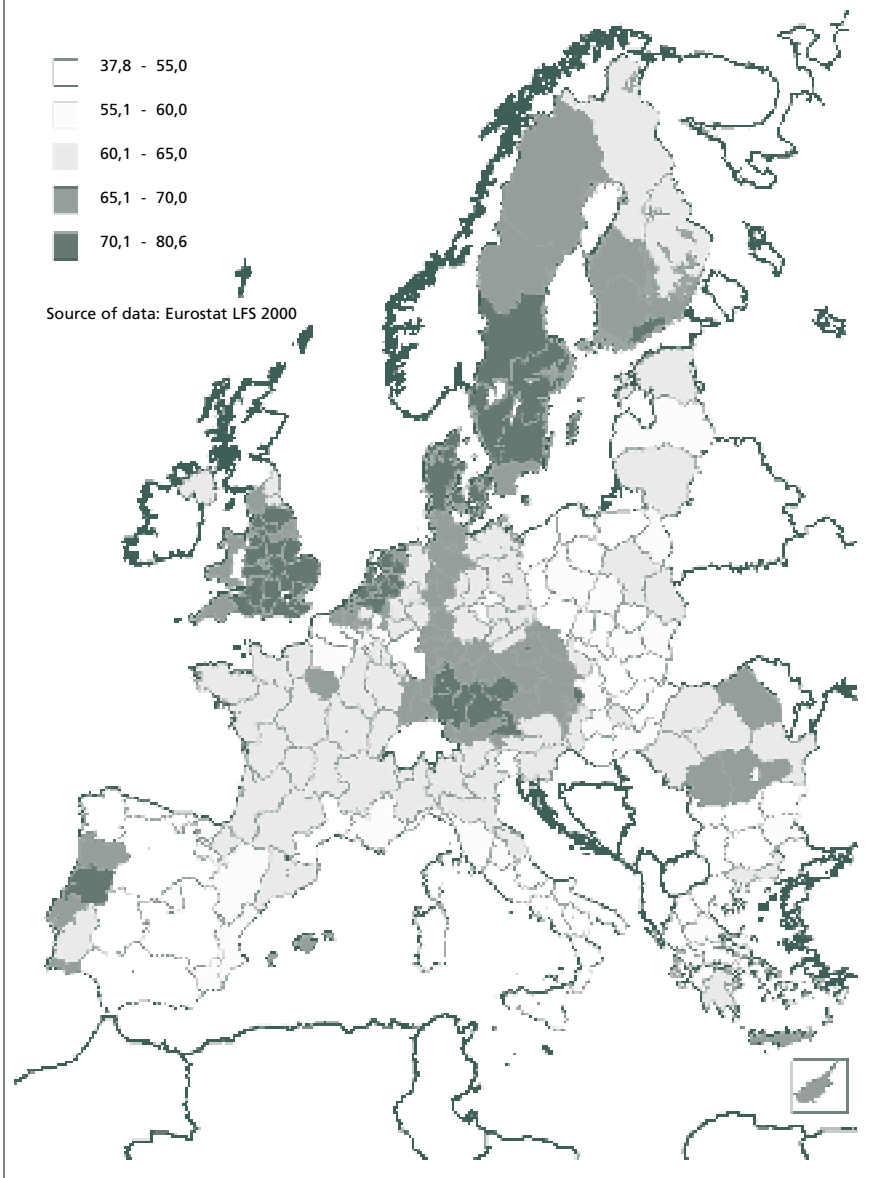 37,8 - 55,0
55,1 - 60,0
60,1 - 65,0
65,1 - 70,0
70,1 - 80,6
Source of data: Eurostat LFS 2000